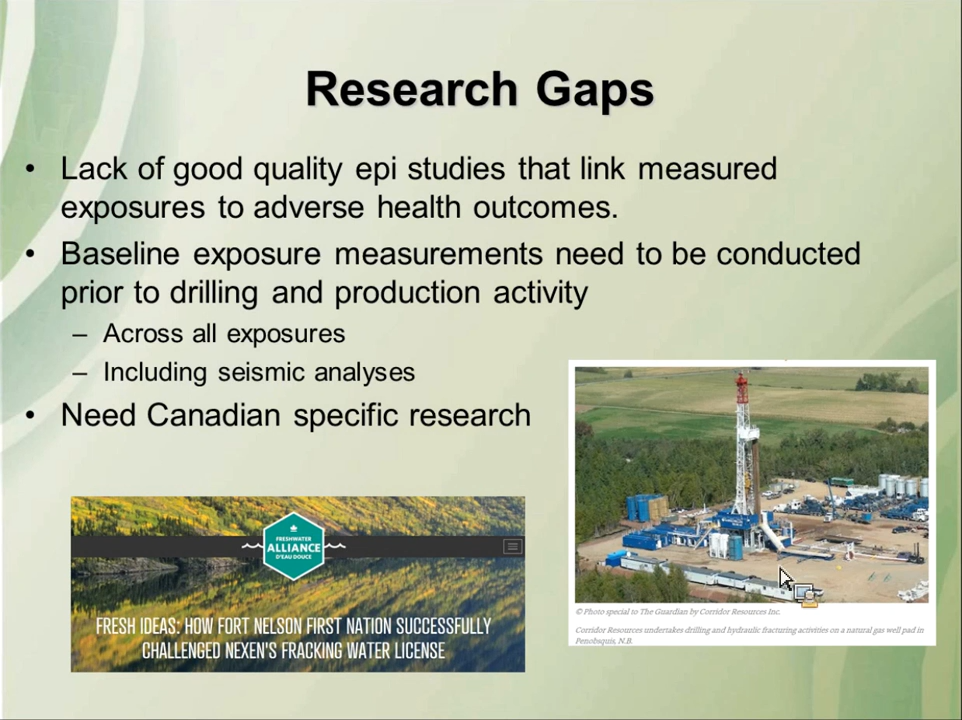 Research Gaps
• Lack of good quality epi studies that link measured
exposures to adverse health outcomes.
• Baseline exposure measurements need to be conducted
prior to drilling and production activity
– Across all exposures
– Including seismic analyses
• Need Canadian specific research
FRESHWATER
ALLIANCE
D'EAU DOUCE
FRESH IDEAS: HOW FORT NELSON FIRST NATION SUCCESSFULLY
CHALLENGED NEXEN'S FRACKING WATER LICENSE
© Photo special to The Guardian by Corridor Resources Inc.
Corridor Resources undertakes drilling and hydraulic fracturing activities on a natural gas well pad in
Penobsquis, N.B.